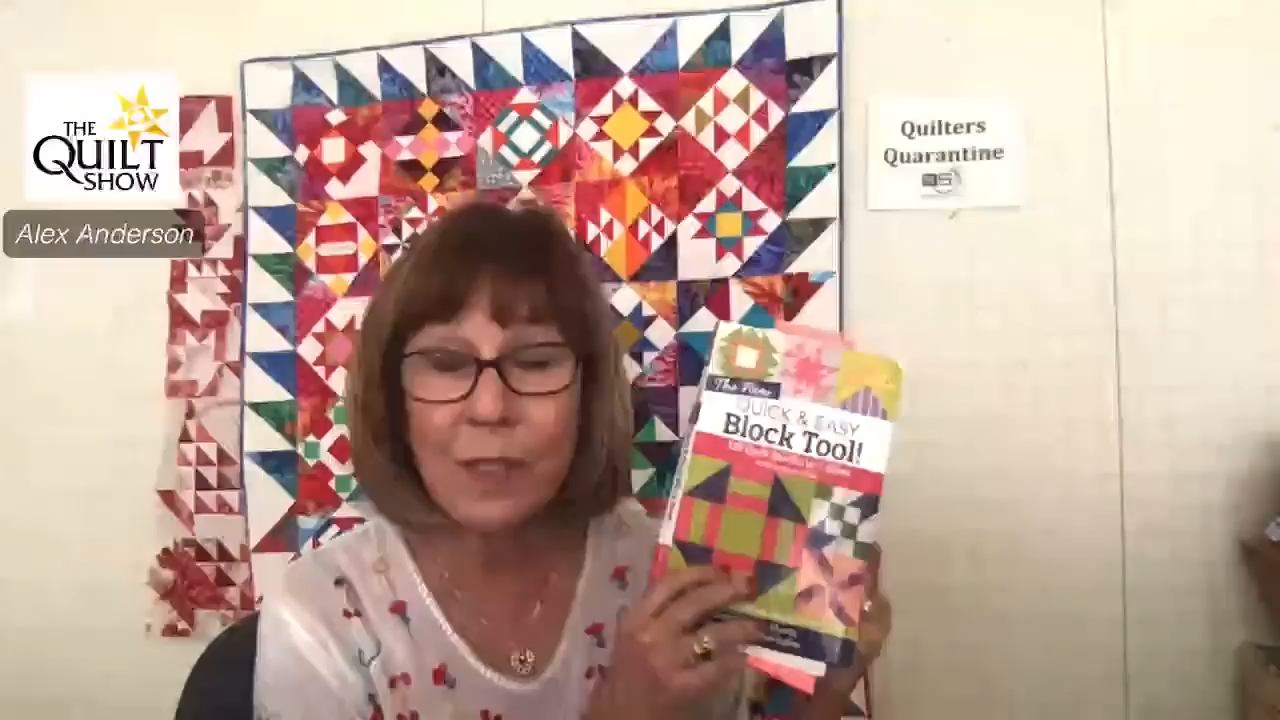 THE
QUILT
SHOW
Alex Anderson
Quilters
Quarantine
The New
QUICK & EASY
Block Tool!